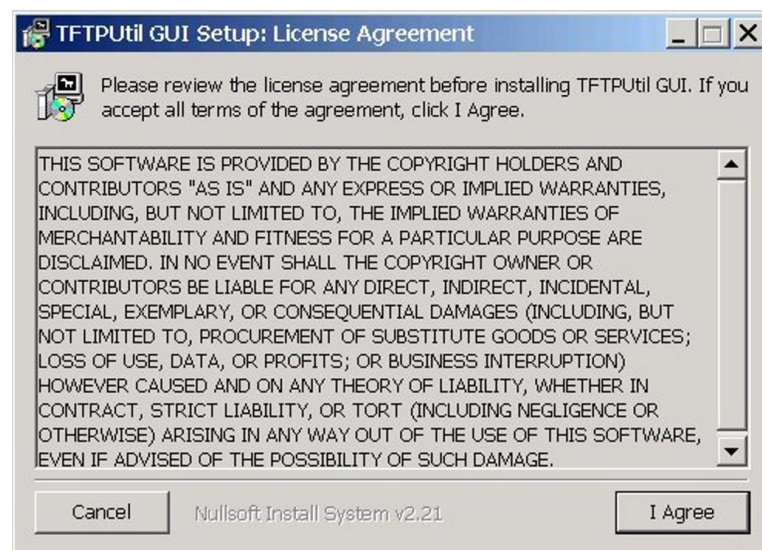 TFTPUtil GUI Setup: License Agreement
Please review the license agreement before installing TFTPUtil GUI. If you
accept all terms of the agreement, click I Agree.
THIS SOFTWARE IS PROVIDED BY THE COPYRIGHT HOLDERS AND
CONTRIBUTORS "AS IS" AND ANY EXPRESS OR IMPLIED WARRANTIES,
INCLUDING, BUT NOT LIMITED TO, THE IMPLIED WARRANTIES OF
MERCHANTABILITY AND FITNESS FOR A PARTICULAR PURPOSE ARE
DISCLAIMED. IN NO EVENT SHALL THE COPYRIGHT OWNER OR
CONTRIBUTORS BE LIABLE FOR ANY DIRECT, INDIRECT, INCIDENTAL,
SPECIAL, EXEMPLARY, OR CONSEQUENTIAL DAMAGES (INCLUDING, BUT
NOT LIMITED TO, PROCUREMENT OF SUBSTITUTE GOODS OR SERVICES;
LOSS OF USE, DATA, OR PROFITS; OR BUSINESS INTERRUPTION)
HOWEVER CAUSED AND ON ANY THEORY OF LIABILITY, WHETHER IN
CONTRACT, STRICT LIABILITY, OR TORT (INCLUDING NEGLIGENCE OR
OTHERWISE) ARISING IN ANY WAY OUT OF THE USE OF THIS SOFTWARE,
EVEN IF ADVISED OF THE POSSIBILITY OF SUCH DAMAGE.
Cancel
Nullsoft Install System v2.21
I Agree